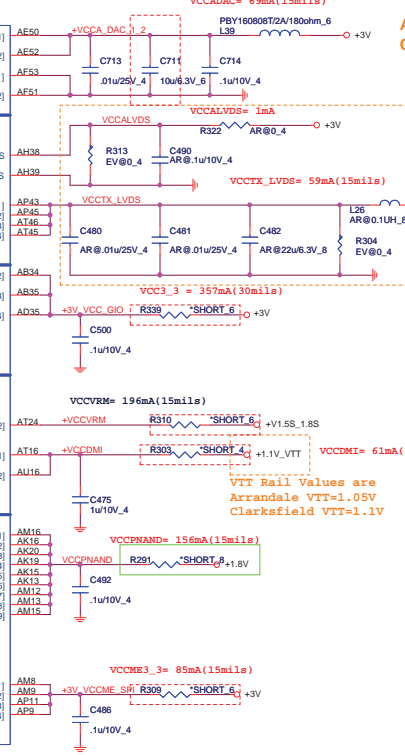 VCCADAC= 69mA(15mils)
PBY160808T/2A/180ohm_6
L39
AE50
+VCCA_DAC_1_2
+3V
AE52
AF53
C713
C711
C714
.01u/25V_4
10u/6.3V_6
.1u/10V_4
AF51
VCCALVDS= 1mA
VCCALVDS
R322
AR@0_4
+3V
AH38
R313
EV@0_4
C490
AR@.1u/10V_4
AH39
VCCTX_LVDS= 59mA(15mils)
AP43
VCCTX_LVDS
AP45
AT46
AT45
L26
AR@0.1UH_8
C480
C481
C482
R304
EV@0_4
AR@.01u/25V_4
AR@.01u/25V_4
AR@22u/6.3V_8
AB34
AB35
VCC3_3 = 357mA(30mils)
AD35
+3V_VCC_GIO
R339
*SHORT_6
+3V
C500
.1u/10V_4
VCCVRM= 196mA(15mils)
AT24
+VCCVRM
R310
*SHORT_6
+V1.5S_1.8S
AT16
+VCCDMI
R303
*SHORT_4
+1.1V_VTT
VCCDMI= 61mA(
AU16
VTT Rail Values are
Arrandale VTT=1.05V
Clarksfield VTT=1.1V
C475
1u/10V_4
AM16
AK16
AK20
AK19
AK15
AK13
AM12
AM13
AM15
VCCPNAND= 156mA(15mils)
VCCPNAND
R291
*SHORT_8
+1.8V
C492
.1u/10V_4
VCCME3_3= 85mA(15mils)
AM8
AM9
AP11
AP9
+3V_VCCME_SPI
R309
*SHORT_6
+3V
C486
.1u/10V_4